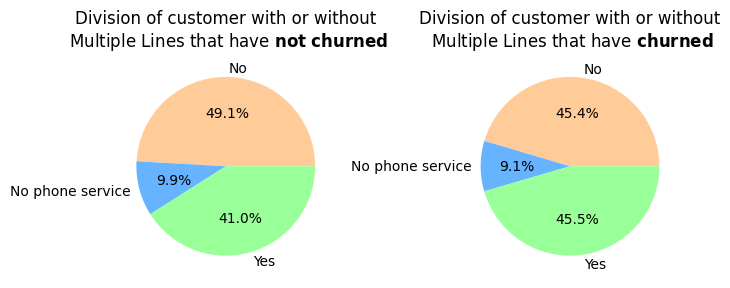 Division of customer with or without
Multiple Lines that have not churned
No
49.1%
9.9%
No phone service
41.0%
Yes
Division of customer with or without
Multiple Lines that have churned
No
45.4%
No phone service
9.1%
45.5%
Yes